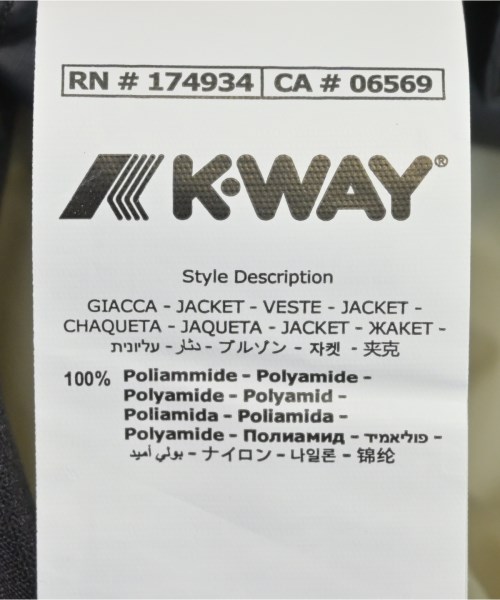 RN # 174934 CA # 06569
K·WAY®
Style Description
GIACCA - JACKET - VESTE - JACKET -
CHAQUETA - JAQUETA - JACKET - ЖАКЕТ -
עליונית - دثار - ブルゾン - 자켓 - 夹克
100% Poliammide - Polyamide -
Polyamide - Polyamid -
Poliamida - Poliamida -
Polyamide - Полиамид - פוליאמיד -
بولي أميد - ナイロン - 나일론 - 锦纶